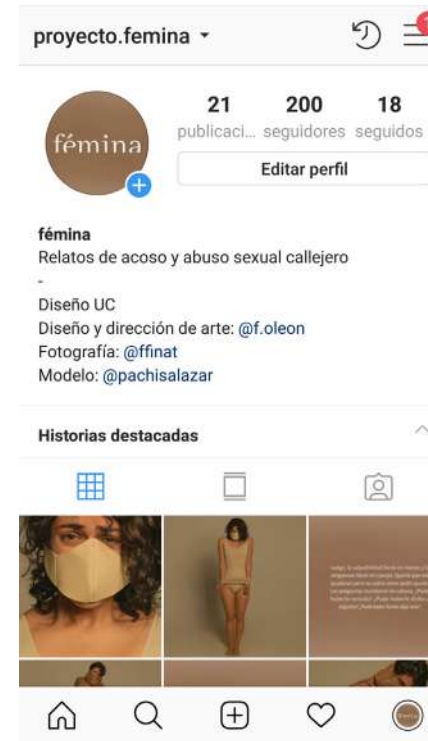 proyecto.femina
fémina
21 200 18
publicaci... seguidores seguidos
Editar perfil
fémina
Relatos de acoso y abuso sexual callejero
-
Diseño UC
Diseño y dirección de arte: @f.oleon
Fotografía: @ffinat
Modelo: @pachisalazar
Historias destacadas